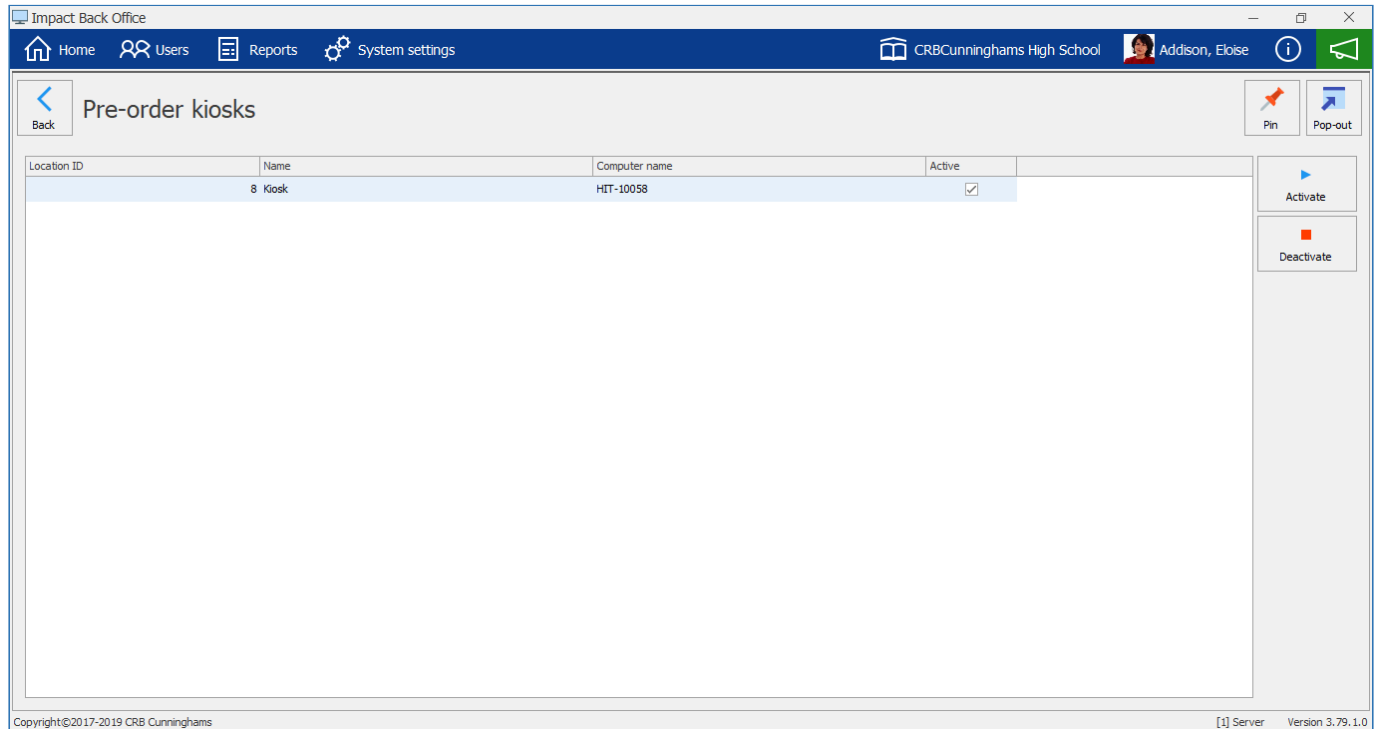 Impact Back Office
Home Users Reports System settings CRBCunninghams High School Addison, Eloise
Back Pre-order kiosks Pin Pop-out
Location ID Name Computer name Active
8 Kiosk HIT-10058
Activate
Deactivate
Copyright©2017-2019 CRB Cunninghams [1] Server Version 3.79.1.0